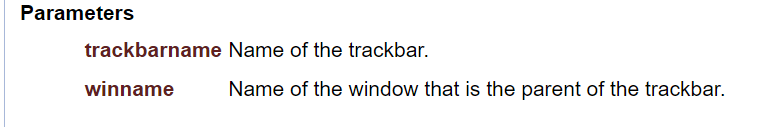 Parameters
trackbarname Name of the trackbar.
winname Name of the window that is the parent of the trackbar.